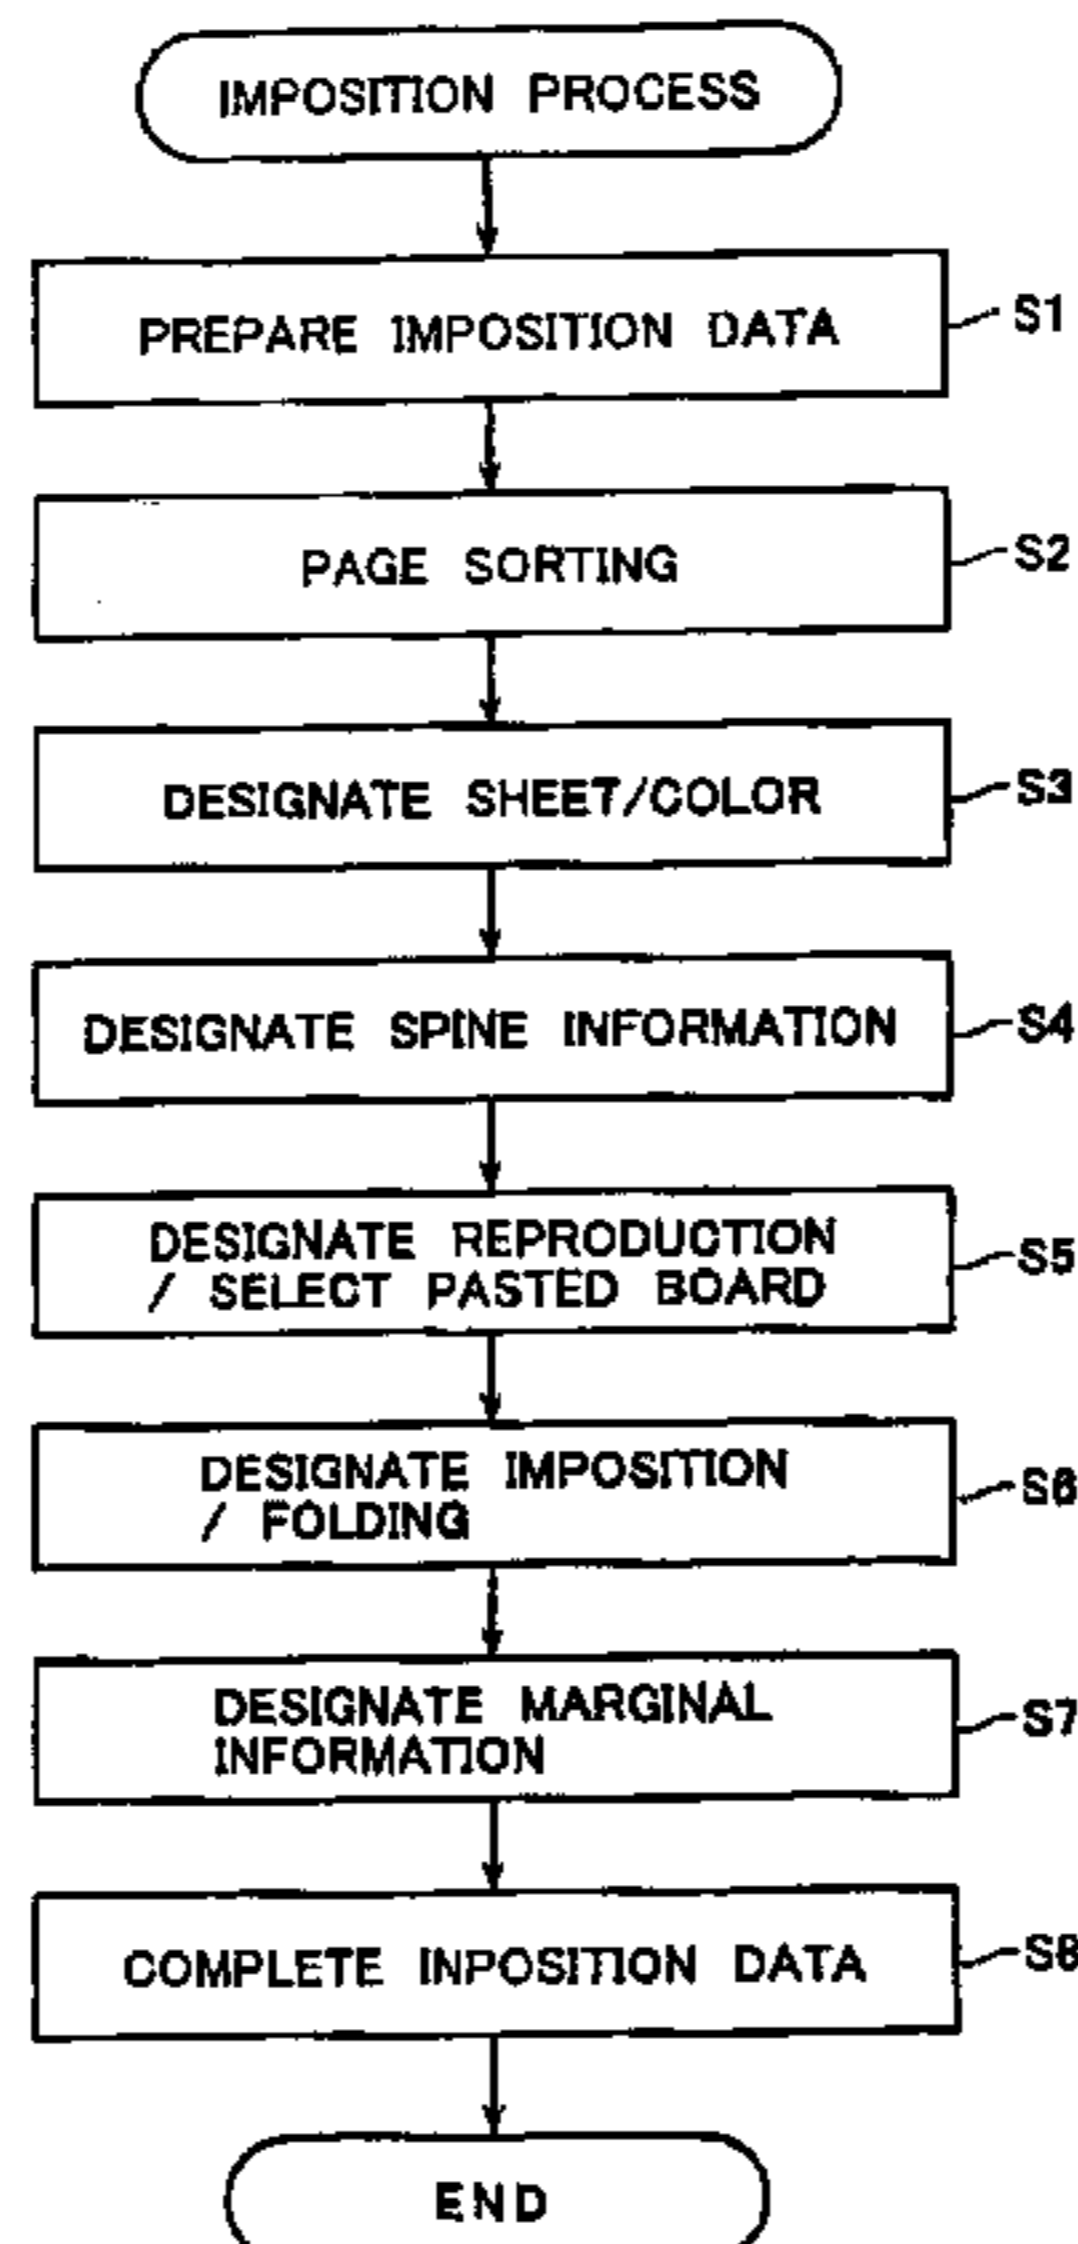 IMPOSITION PROCESS
PREPARE IMPOSITION DATA
S1
PAGE SORTING
S2
DESIGNATE SHEET/COLOR
S3
DESIGNATE SPINE INFORMATION
S4
DESIGNATE REPRODUCTION
/ SELECT PASTED BOARD
S5
DESIGNATE IMPOSITION
/ FOLDING
S6
DESIGNATE MARGINAL
INFORMATION
S7
COMPLETE INPOSITION DATA
S8
END